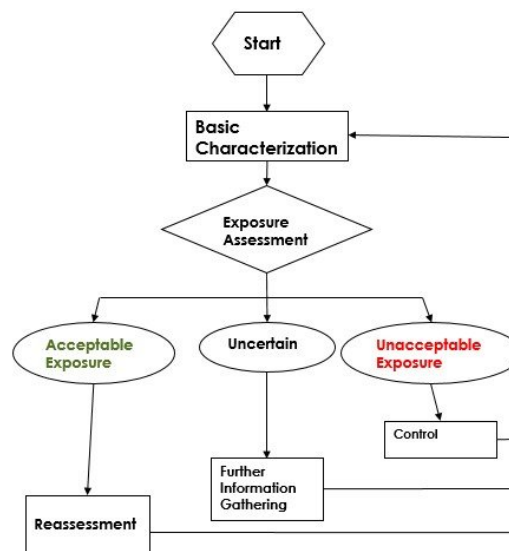 Start
Basic
Characterization
Exposure
Assessment
Acceptable
Exposure
Uncertain
Unacceptable
Exposure
Control
Further
Information
Gathering
Reassessment